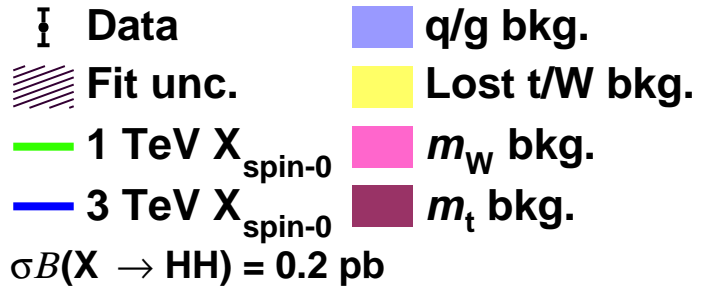 Data q/g bkg.
Fit unc. Lost t/W bkg.
1 TeV X_spin-0 m_W bkg.
3 TeV X_spin-0 m_t bkg.
σB(X → HH) = 0.2 pb